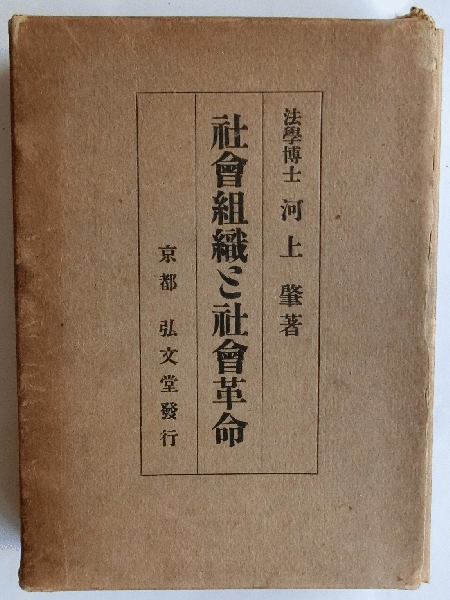 法學博士 河上 肇著
社會組織と社會革命
京都 弘文堂發行